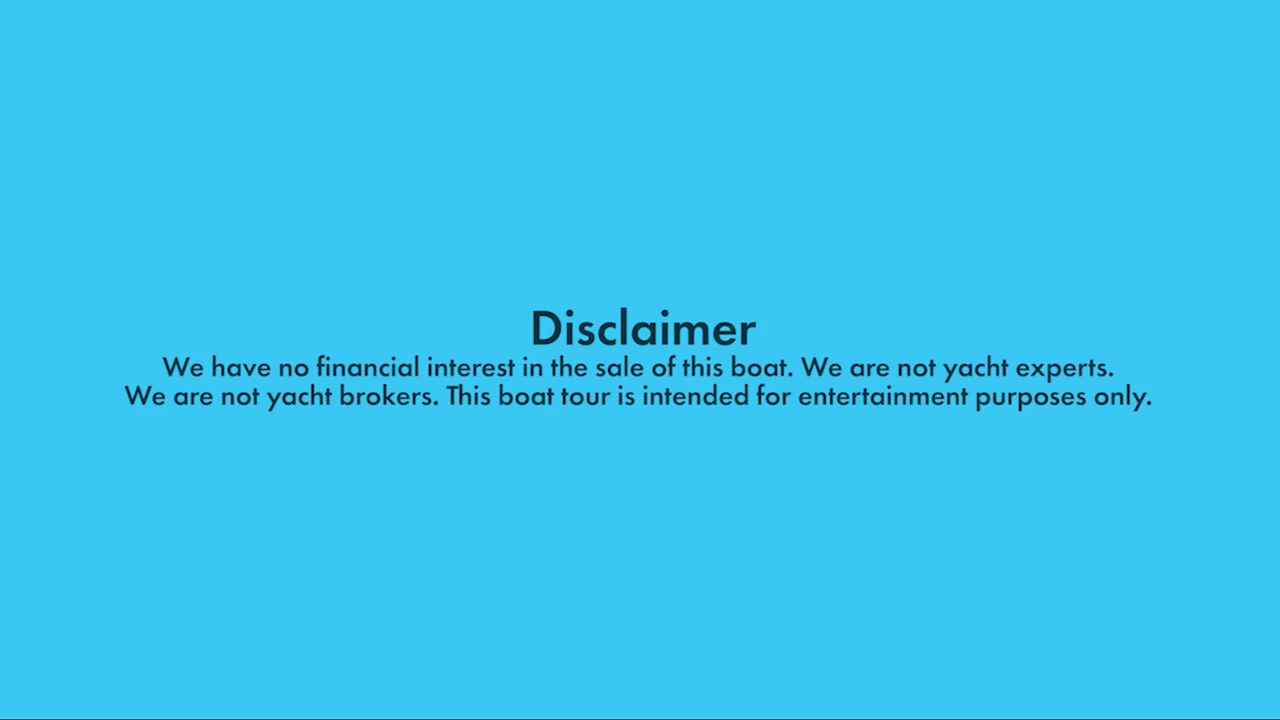 Disclaimer
We have no financial interest in the sale of this boat. We are not yacht experts.
We are not yacht brokers. This boat tour is intended for entertainment purposes only.